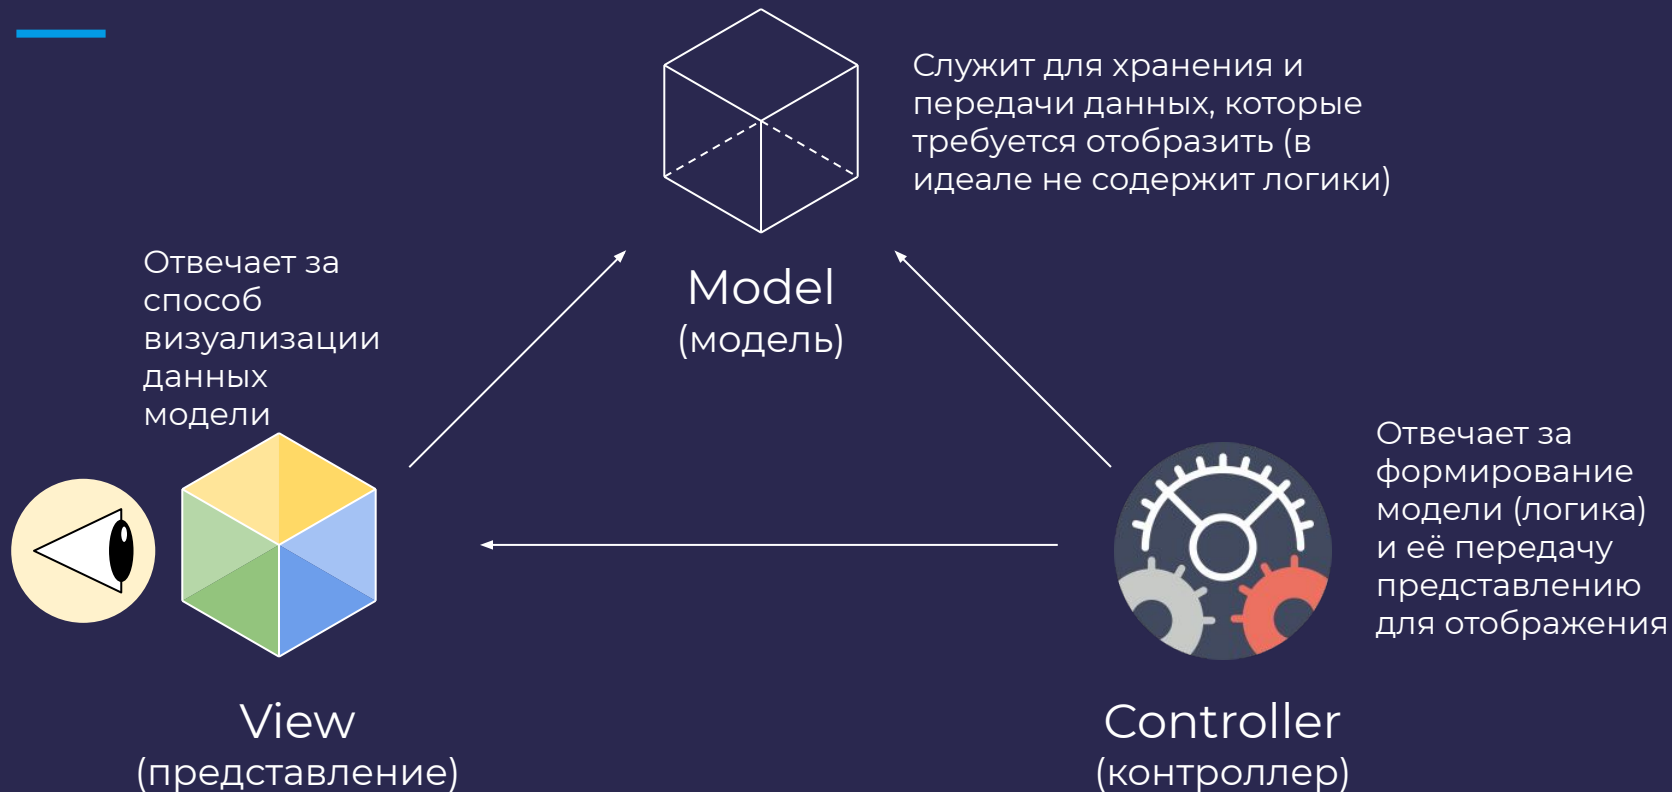 Служит для хранения и
передачи данных, которые
требуется отобразить (в
идеале не содержит логики)
Model
(модель)
Отвечает за
способ
визуализации
данных
модели
View
(представление)
Отвечает за
формирование
модели (логика)
и её передачу
представлению
для отображения
Controller
(контроллер)